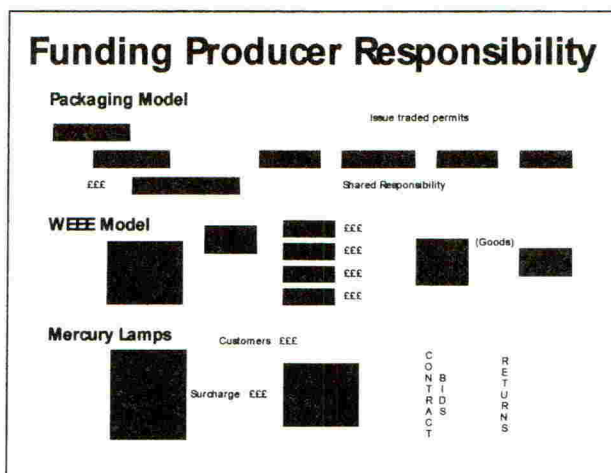 Funding Producer Responsibility
Packaging Model
Issue traded permits
£££
Shared Responsibility
WEEE Model
£££
£££
(Goods)
£££
£££
Mercury Lamps
Customers £££
Surcharge £££
CONTRACT
BIDS
RETURNS